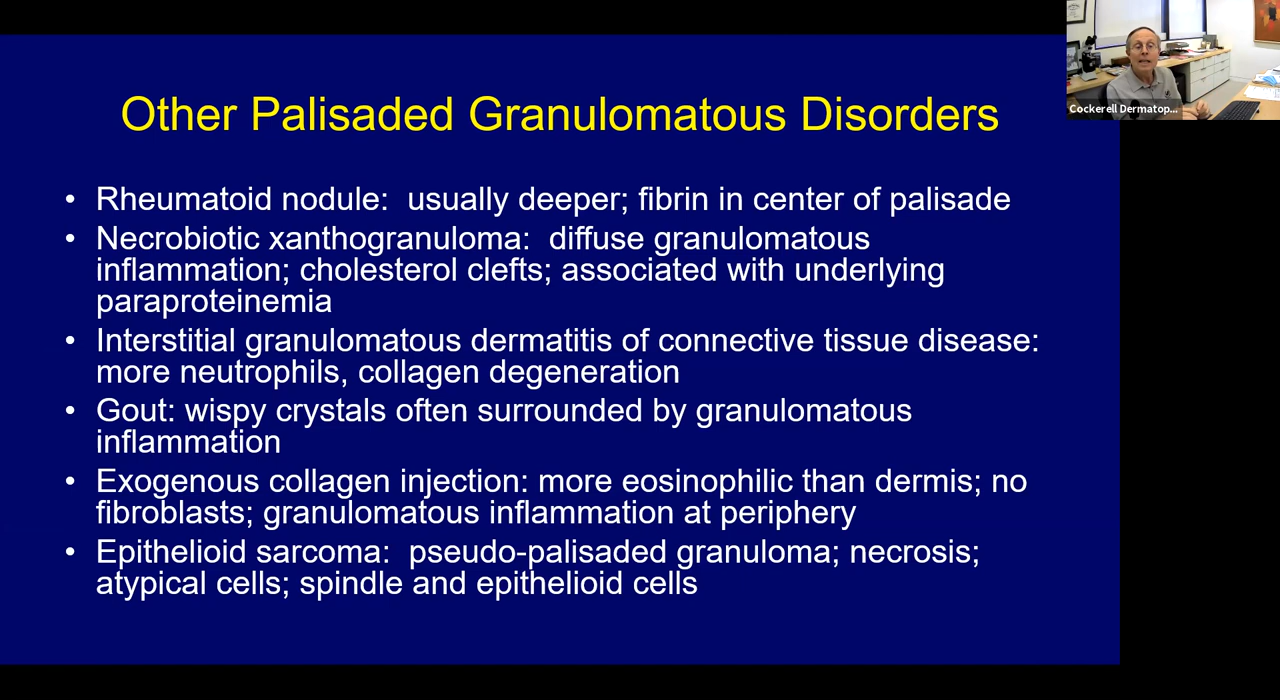 Other Palisaded Granulomatous Disorders
Cockerell Dermatop...
• Rheumatoid nodule:  usually deeper; fibrin in center of palisade
• Necrobiotic xanthogranuloma:  diffuse granulomatous
inflammation; cholesterol clefts; associated with underlying
paraproteinemia
• Interstitial granulomatous dermatitis of connective tissue disease:
more neutrophils, collagen degeneration
• Gout: wispy crystals often surrounded by granulomatous
inflammation
• Exogenous collagen injection: more eosinophilic than dermis; no
fibroblasts; granulomatous inflammation at periphery
• Epithelioid sarcoma:  pseudo-palisaded granuloma; necrosis;
atypical cells; spindle and epithelioid cells